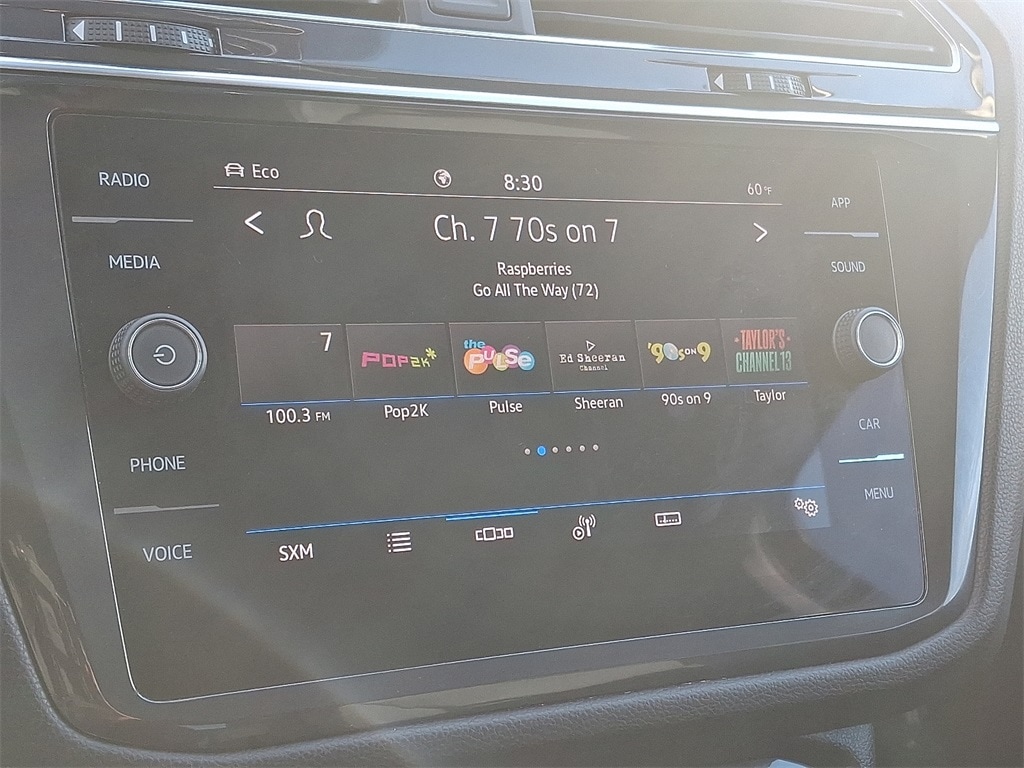 RADIO
MEDIA
PHONE
VOICE
Eco
8:30
60°F
Ch. 7 70s on 7
Raspberries
Go All The Way (72)
7
POP2K*
the PULSE
Ed Sheeran
Channel
'90s ON 9
TAYLOR'S
CHANNEL 13
100.3 FM
Pop2K
Pulse
Sheeran
90s on 9
Taylor
SXM
APP
SOUND
CAR
MENU